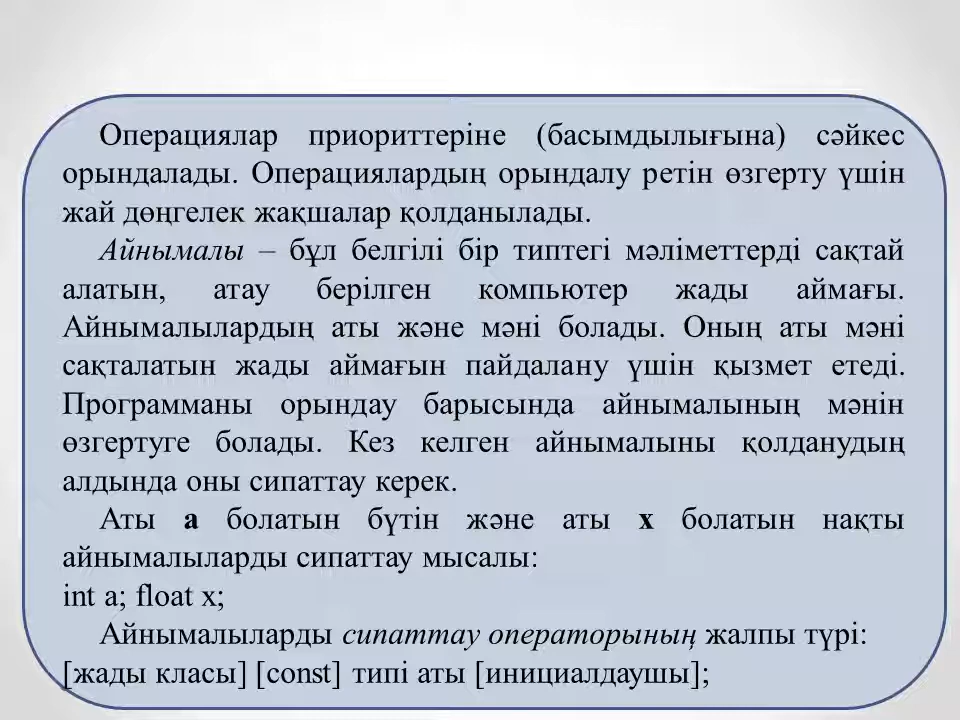 Операциялар приориттеріне (басымдылығына) сәйкес
орындалады. Операциялардың орындалу ретін өзгерту үшін
жай дөңгелек жақшалар қолданылады.
Айнымалы – бұл белгілі бір типтегі мәліметтерді сақтай
алатын, атау берілген компьютер жады аймағы.
Айнымалылардың аты және мәні болады. Оның аты мәні
сақталатын жады аймағын пайдалану үшін қызмет етеді.
Программаны орындау барысында айнымалының мәнін
өзгертуге болады. Кез келген айнымалыны қолданудың
алдында оны сипаттау керек.
Аты a болатын бүтін және аты x болатын нақты
айнымалыларды сипаттау мысалы:
int a; float x;
Айнымалыларды сипаттау операторының жалпы түрі:
[жады класы] [const] типі аты [инициалдаушы];